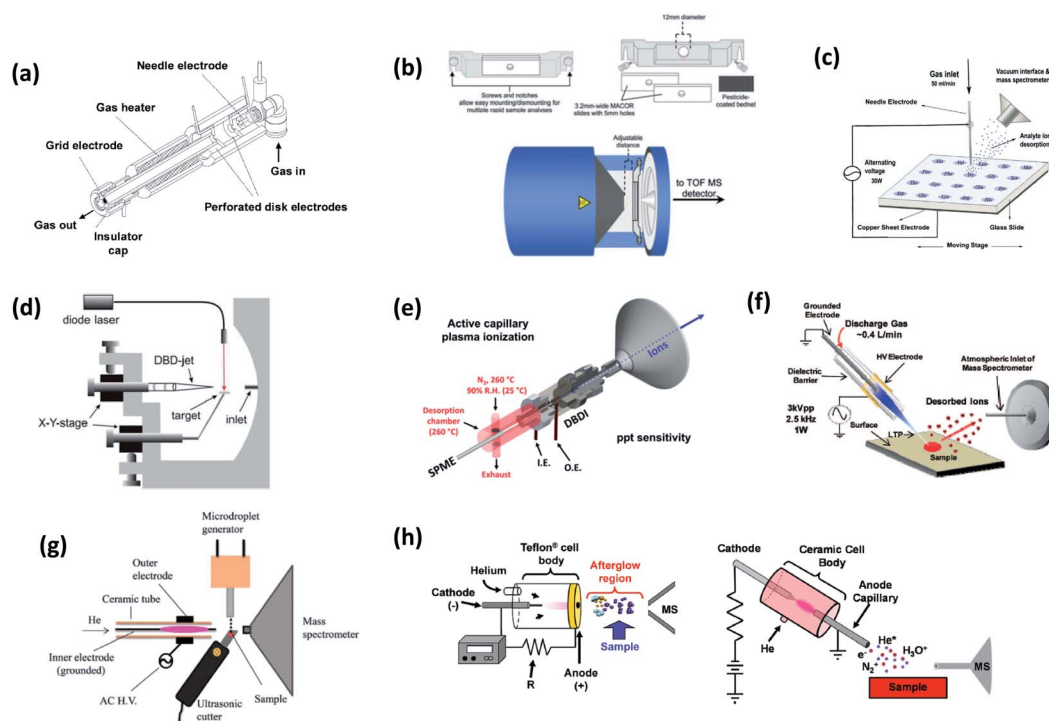 (a)
Needle electrode
Gas heater
Grid electrode
Gas in
Perforated disk electrodes
Gas out
Insulator
cap
(b)
12mm diameter
Screws and notches
allow easy mounting/dismounting for
multiple rapid sample analyses
3.2mm-wide MACOR
slides with 5mm holes
Pesticide-
coated bednet
Adjustable
distance
to TOF MS
detector
(c)
Gas inlet
50 ml/min
Vacuum interface &
mass spectrometer
Needle Electrode
Analyte ion
desorption
Alternating
voltage
30W
Copper Sheet Electrode
Glass Slide
Moving Stage
(d)
diode laser
DBD-jet
target
inlet
X-Y-stage
(e)
Active capillary
plasma ionization
Ions
N₂, 260 °C
90% R.H. (25 °C)
Desorption
chamber
(260 °C)
DBDI
ppt sensitivity
SPME
I.E.
O.E.
Exhaust
(f)
Grounded
Electrode
Discharge Gas
~0.4 L/min
HV Electrode
Dielectric
Barrier
Atmospheric Inlet of
Mass Spectrometer
Desorbed Ions
3kVpp
2.5 kHz
1W
Surface
LTP
Sample
(g)
Microdroplet
generator
Outer
electrode
Ceramic tube
He
Mass
spectrometer
Inner electrode
(grounded)
AC H.V.
Ultrasonic
cutter
Sample
(h)
Teflon® cell
body
Helium
Afterglow
region
Cathode
(-)
MS
Sample
R
Anode
(+)
Cathode
Ceramic Cell
Body
Anode
Capillary
He
He*
e⁻
H₃O⁺
N₂⁺
MS
Sample